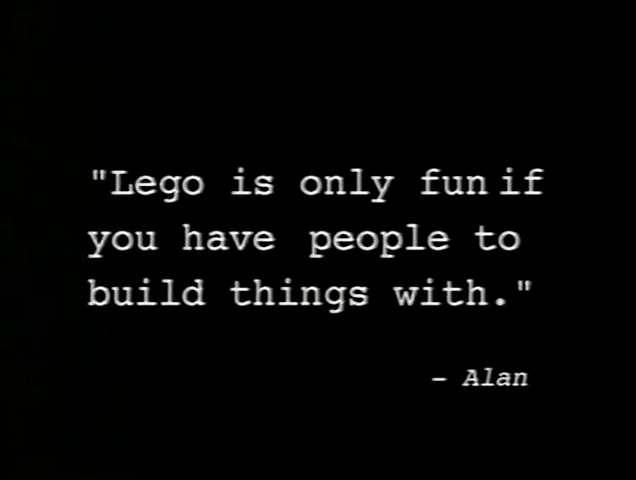 "Lego is only fun if
you have people to
build things with."
- Alan